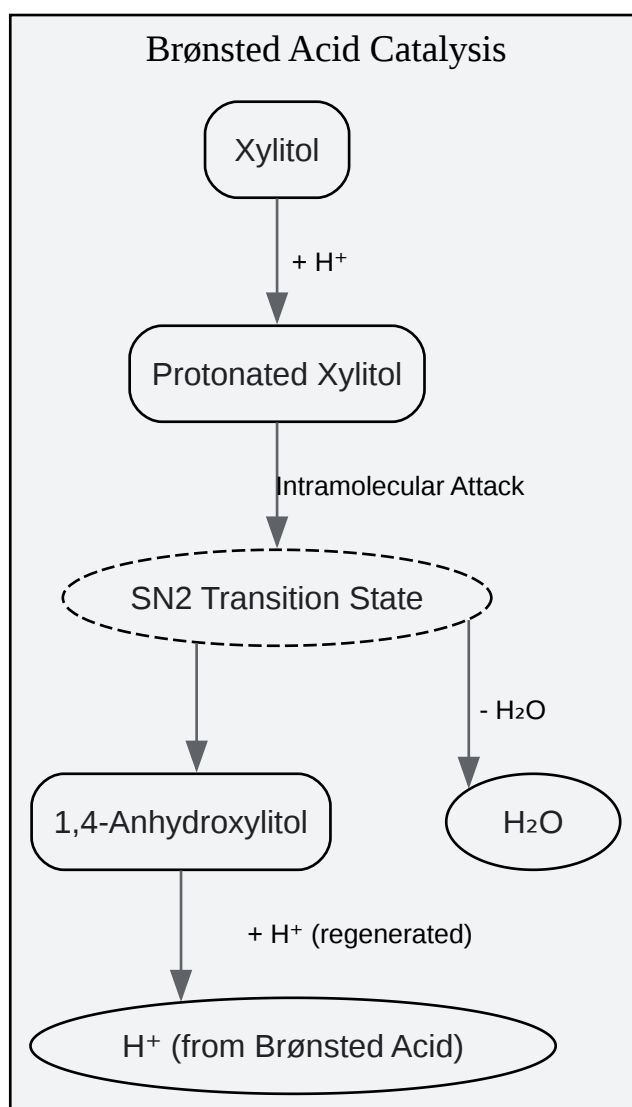 Brønsted Acid Catalysis
Xylitol
+ H⁺
Protonated Xylitol
Intramolecular Attack
SN2 Transition State
- H₂O
1,4-Anhydroxylitol
H₂O
+ H⁺ (regenerated)
H⁺ (from Brønsted Acid)